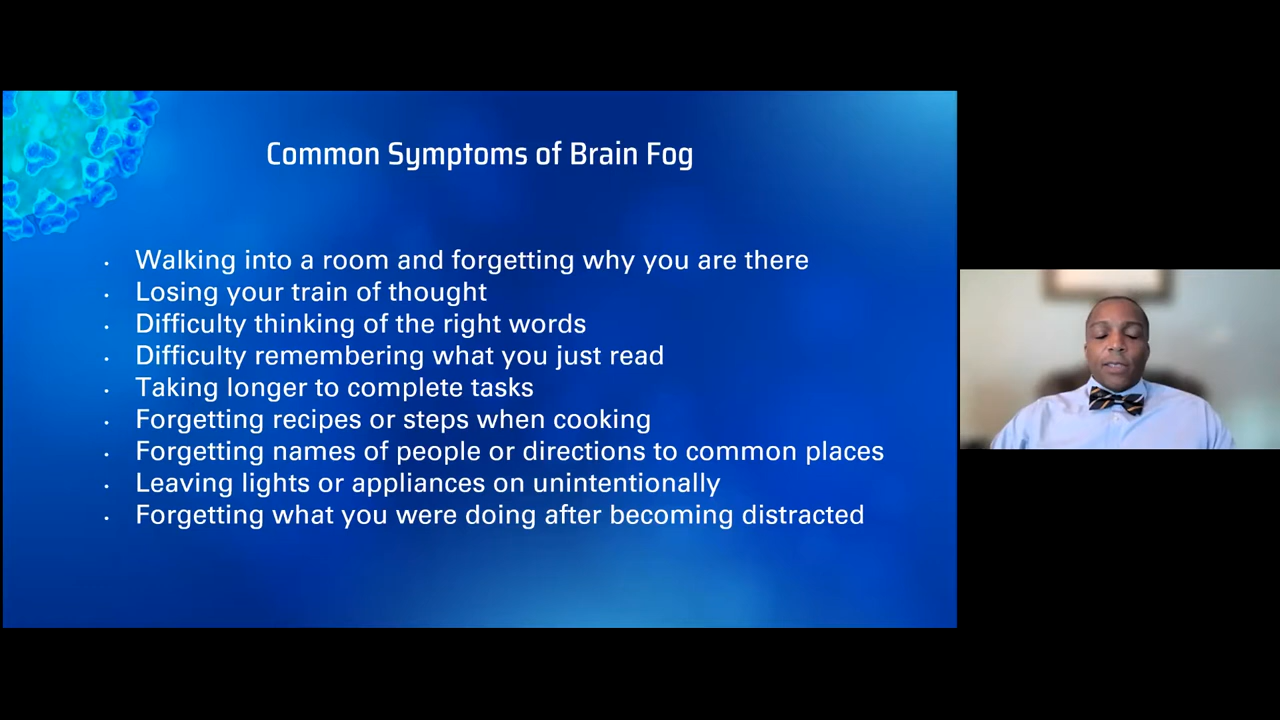 Common Symptoms of Brain Fog
· Walking into a room and forgetting why you are there
· Losing your train of thought
· Difficulty thinking of the right words
· Difficulty remembering what you just read
· Taking longer to complete tasks
· Forgetting recipes or steps when cooking
· Forgetting names of people or directions to common places
· Leaving lights or appliances on unintentionally
· Forgetting what you were doing after becoming distracted